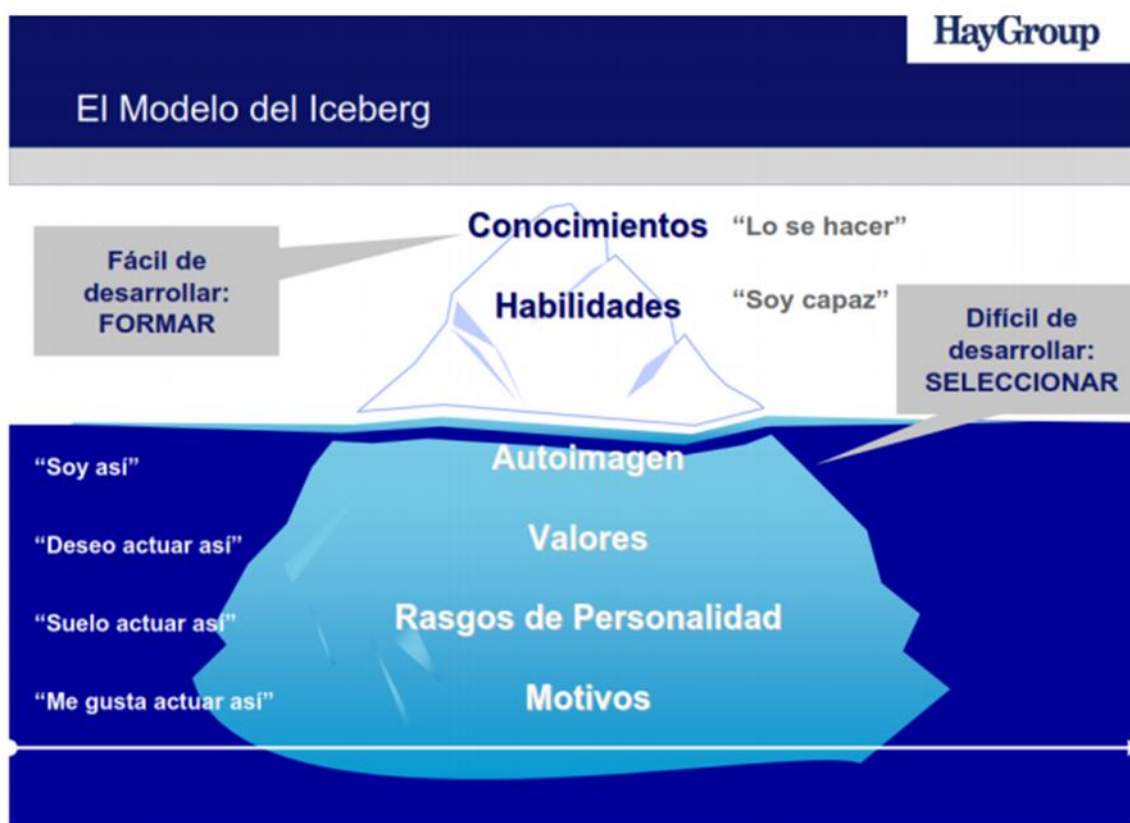 HayGroup
El Modelo del Iceberg
Conocimientos
“Lo se hacer”
Fácil de
desarrollar:
FORMAR
Habilidades
“Soy capaz”
Difícil de
desarrollar:
SELECCIONAR
“Soy así”
Autoimagen
“Deseo actuar así”
Valores
“Suelo actuar así”
Rasgos de Personalidad
“Me gusta actuar así”
Motivos